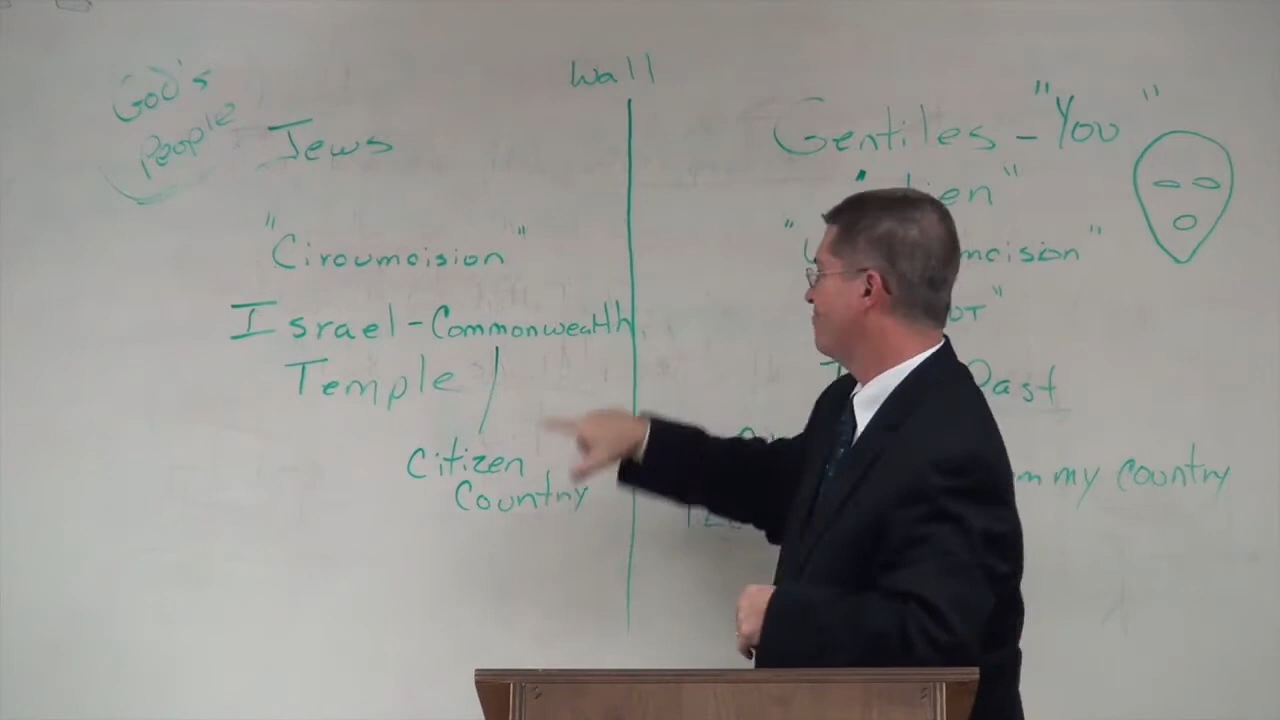 God's
People
Jews
"Circumcision"
Israel-Commonwealth
Temple
Citizen
Country
Wall
Gentiles - "You"
Past
my Country